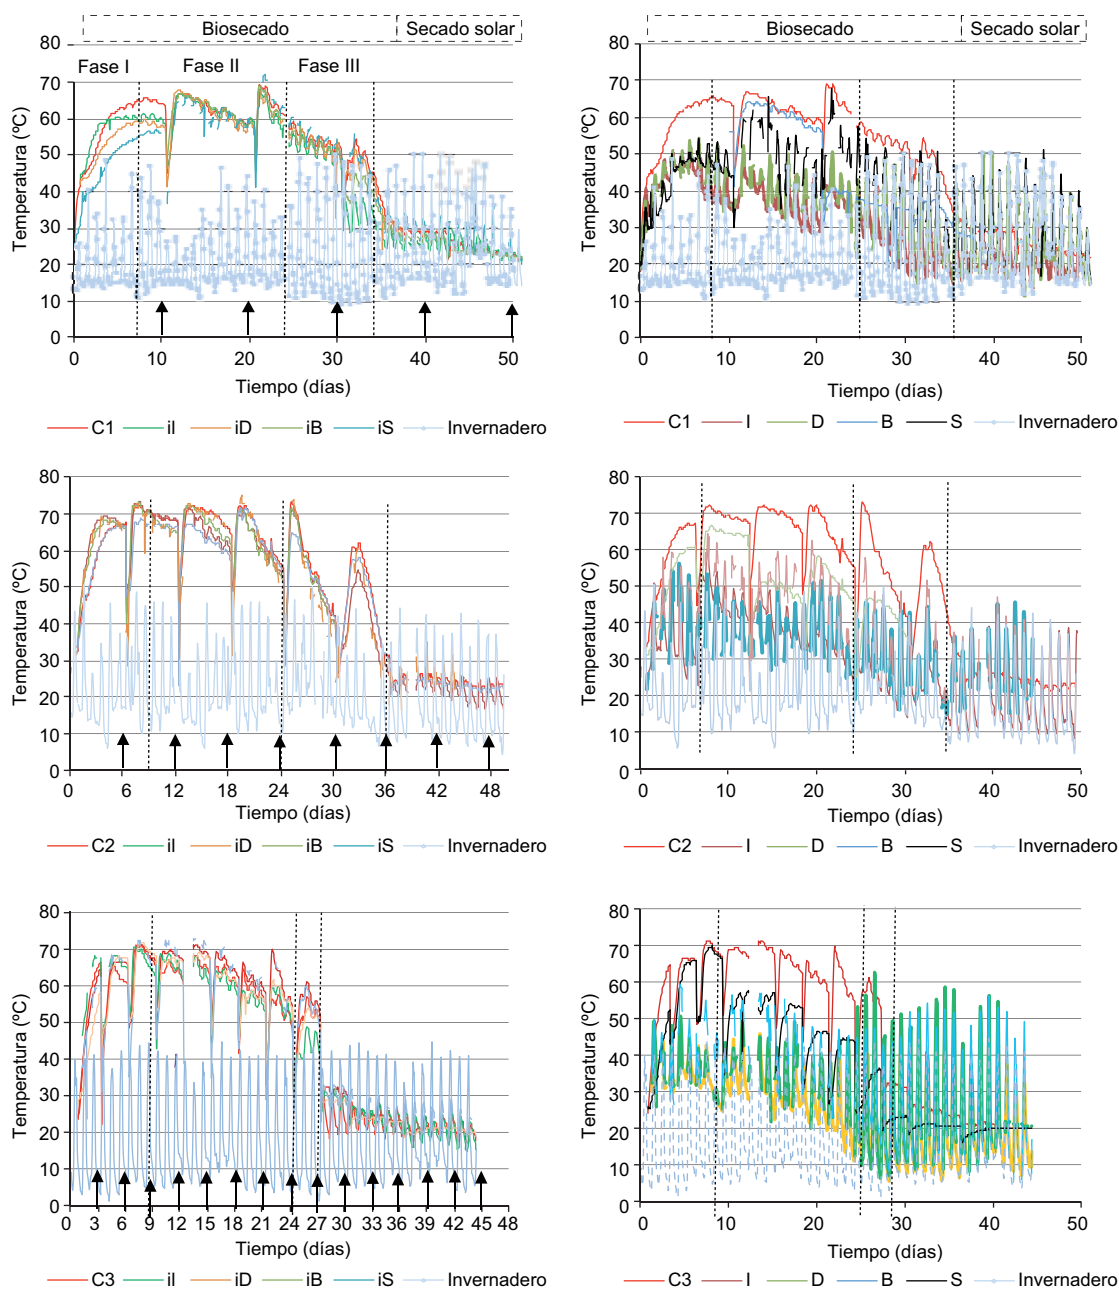 Biosecado Secado solar
Fase I Fase II Fase III
Temperatura (ºC)
80
70
60
50
40
30
20
10
0
0 10 20 30 40 50
Tiempo (días)
C1 iI iD iB iS Invernadero
Biosecado Secado solar
Temperatura (ºC)
80
70
60
50
40
30
20
10
0
0 10 20 30 40 50
Tiempo (días)
C1 I D B S Invernadero
Temperatura (ºC)
80
70
60
50
40
30
20
10
0
0 6 12 18 24 30 36 42 48
Tiempo (días)
C2 iI iD iB iS Invernadero
Temperatura (ºC)
80
70
60
50
40
30
20
10
0
0 10 20 30 40 50
Tiempo (días)
C2 I D B S Invernadero
Temperatura (ºC)
80
70
60
50
40
30
20
10
0
0 3 6 9 12 15 18 21 24 27 30 33 36 39 42 45 48
Tiempo (días)
C3 iI iD iB iS Invernadero
Temperatura (ºC)
80
70
60
50
40
30
20
10
0
0 10 20 30 40 50
Tiempo (días)
C3 I D B S Invernadero